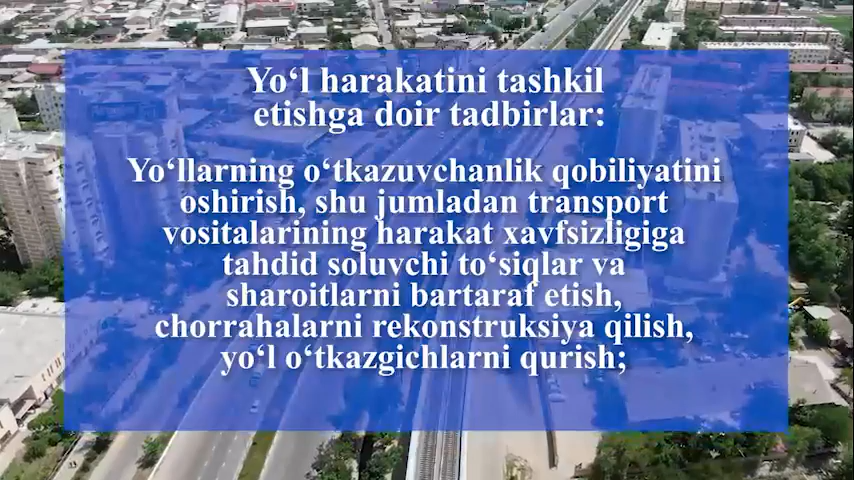 Yo‘l harakatini tashkil
etishga doir tadbirlar:
Yo‘llarning o‘tkazuvchanlik qobiliyatini
oshirish, shu jumladan transport
vositalarining harakat xavfsizligiga
tahdid soluvchi to‘siqlar va
sharoitlarni bartaraf etish,
chorrahalarni rekonstruksiya qilish,
yo‘l o‘tkazgichlarni qurish;